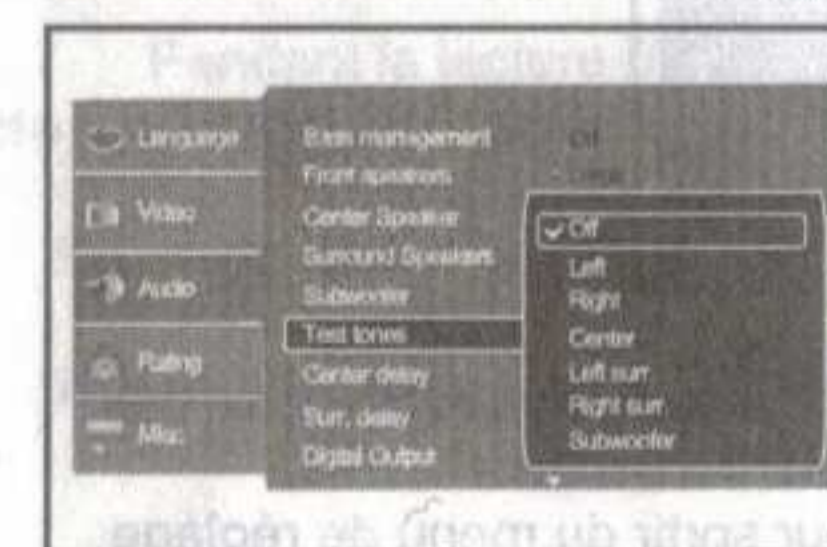 Language
Video
Audio
Rating
Misc
Bass management
Front speakers
Center Speaker
Surround Speakers
Subwoofer
Test tones
Center delay
Surr. delay
Digital Output
Off
Off
Left
Right
Center
Left surr
Right surr
Subwoofer
sortir du menu de réglage